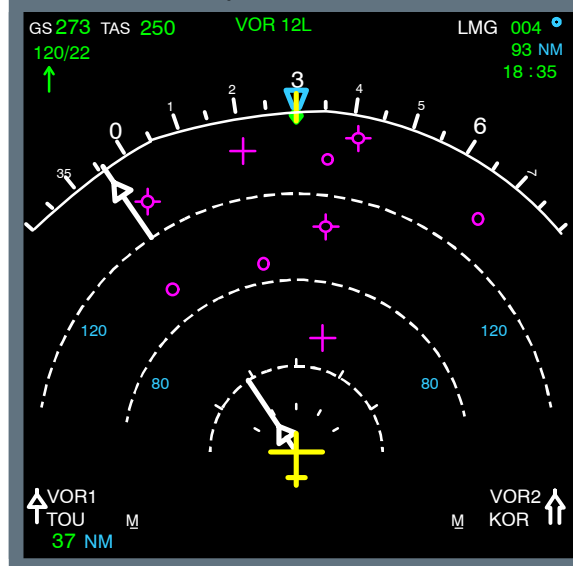 GS 273 TAS 250
VOR 12L
LMG 004 °
120/22
93 NM
18 : 35
35
0
1
2
3
4
5
6
7
120
120
80
80
VOR1
TOU M
37 NM
VOR2
M KOR